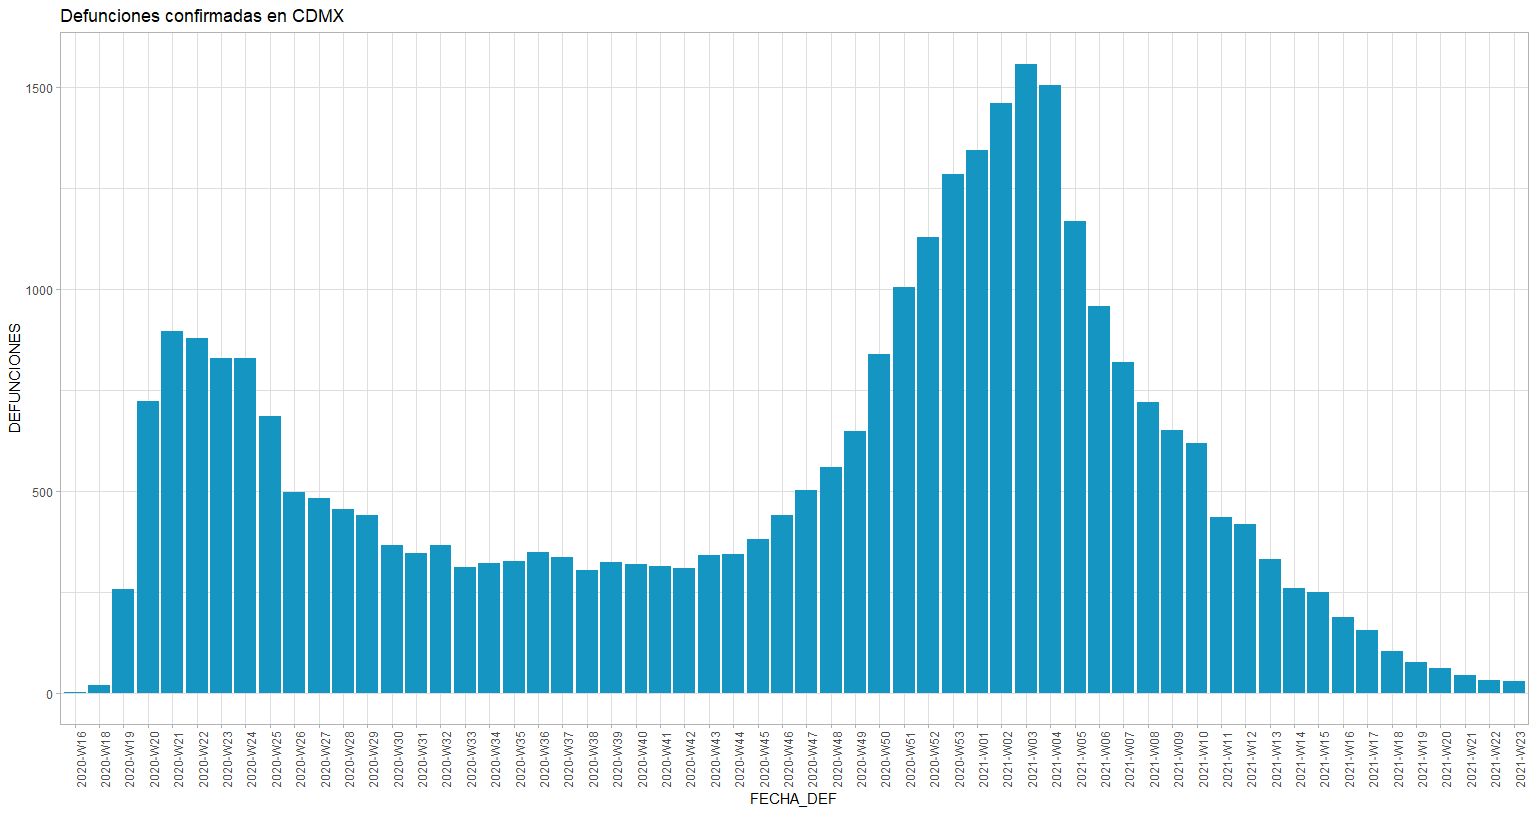 Defunciones confirmadas en CDMX
1500
1000
500
0
DEFUNCIONES
2020-W16
2020-W18
2020-W19
2020-W20
2020-W21
2020-W22
2020-W23
2020-W24
2020-W25
2020-W26
2020-W27
2020-W28
2020-W29
2020-W30
2020-W31
2020-W32
2020-W33
2020-W34
2020-W35
2020-W36
2020-W37
2020-W38
2020-W39
2020-W40
2020-W41
2020-W42
2020-W43
2020-W44
2020-W45
2020-W46
2020-W47
2020-W48
2020-W49
2020-W50
2020-W51
2020-W52
2020-W53
2021-W01
2021-W02
2021-W03
2021-W04
2021-W05
2021-W06
2021-W07
2021-W08
2021-W09
2021-W10
2021-W11
2021-W12
2021-W13
2021-W14
2021-W15
2021-W16
2021-W17
2021-W18
2021-W19
2021-W20
2021-W21
2021-W22
2021-W23
FECHA_DEF